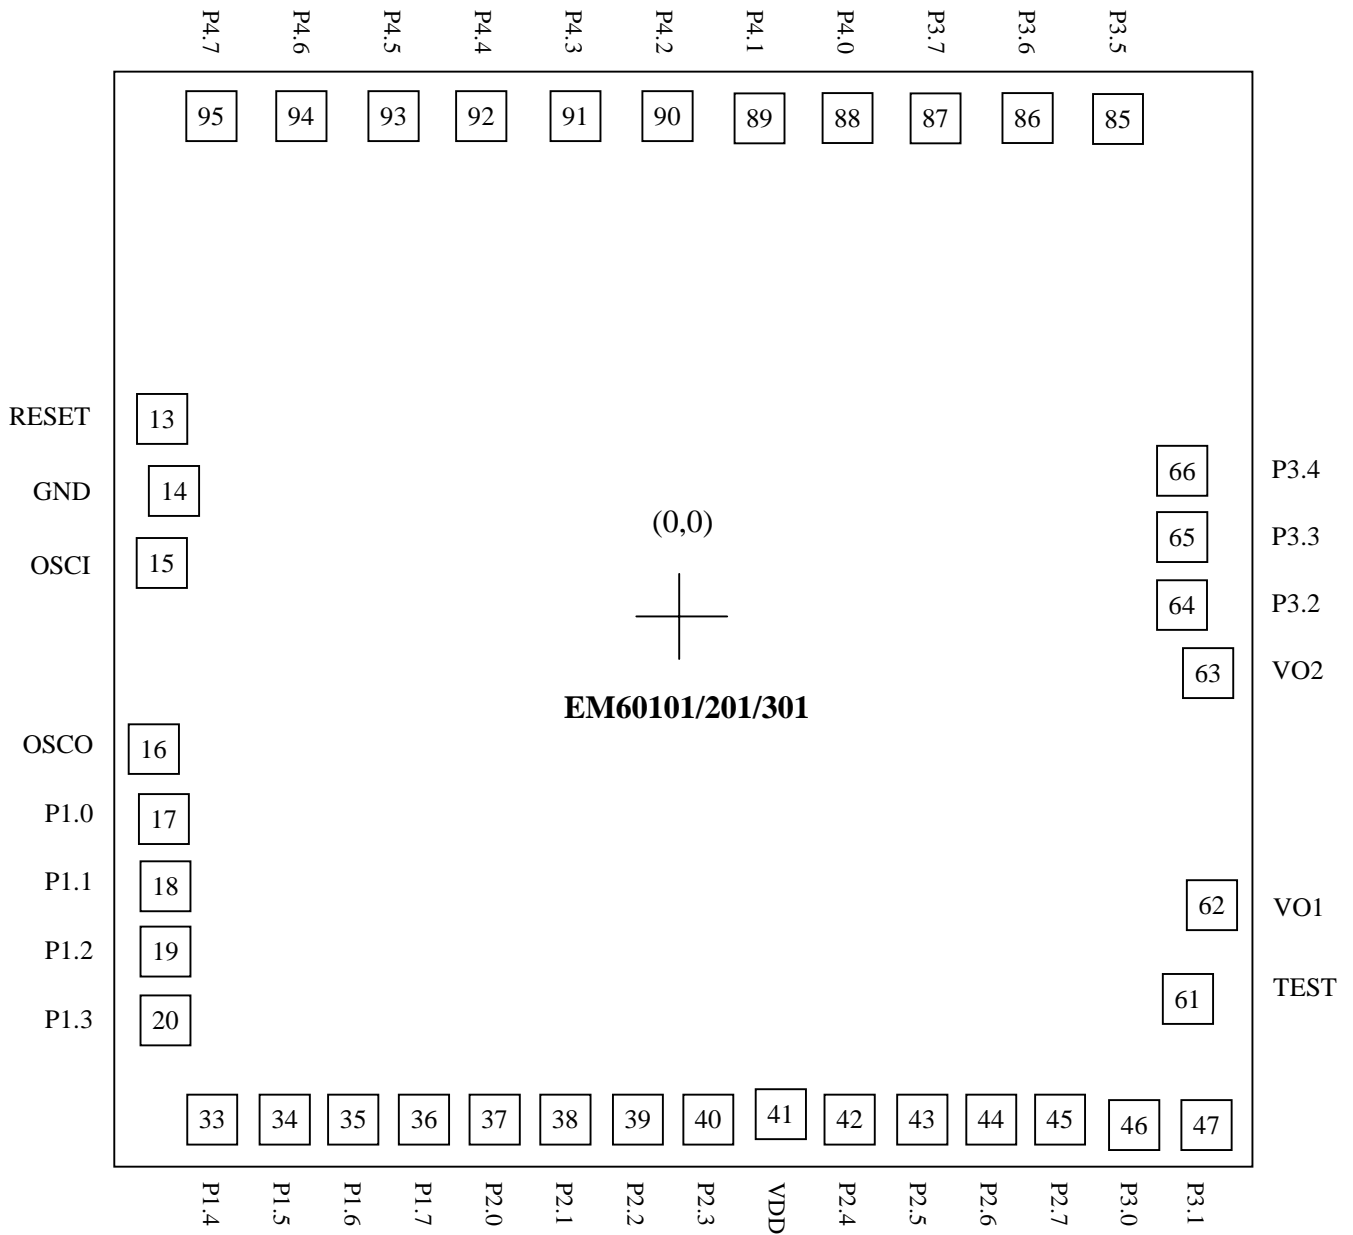 P4.7 P4.6 P4.5 P4.4 P4.3 P4.2 P4.1 P4.0 P3.7 P3.6 P3.5
95 94 93 92 91 90 89 88 87 86 85
RESET 13
66 P3.4
GND 14
(0,0)
65 P3.3
OSCI 15
64 P3.2
63 VO2
EM60101/201/301
OSCO 16
P1.0 17
P1.1 18
62 VO1
P1.2 19
61 TEST
P1.3 20
33 34 35 36 37 38 39 40 41 42 43 44 45 46 47
P1.4 P1.5 P1.6 P1.7 P2.0 P2.1 P2.2 P2.3 VDD P2.4 P2.5 P2.6 P2.7 P3.0 P3.1